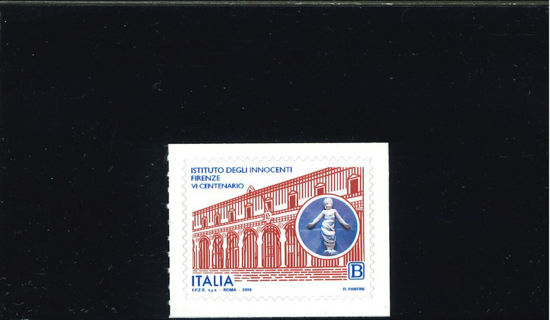 ISTITUTO DEGLI INNOCENTI
FIRENZE
VI CENTENARIO
B
ITALIA
I.P.Z.S. S.p.A. - ROMA - 2019
R. FANTINI